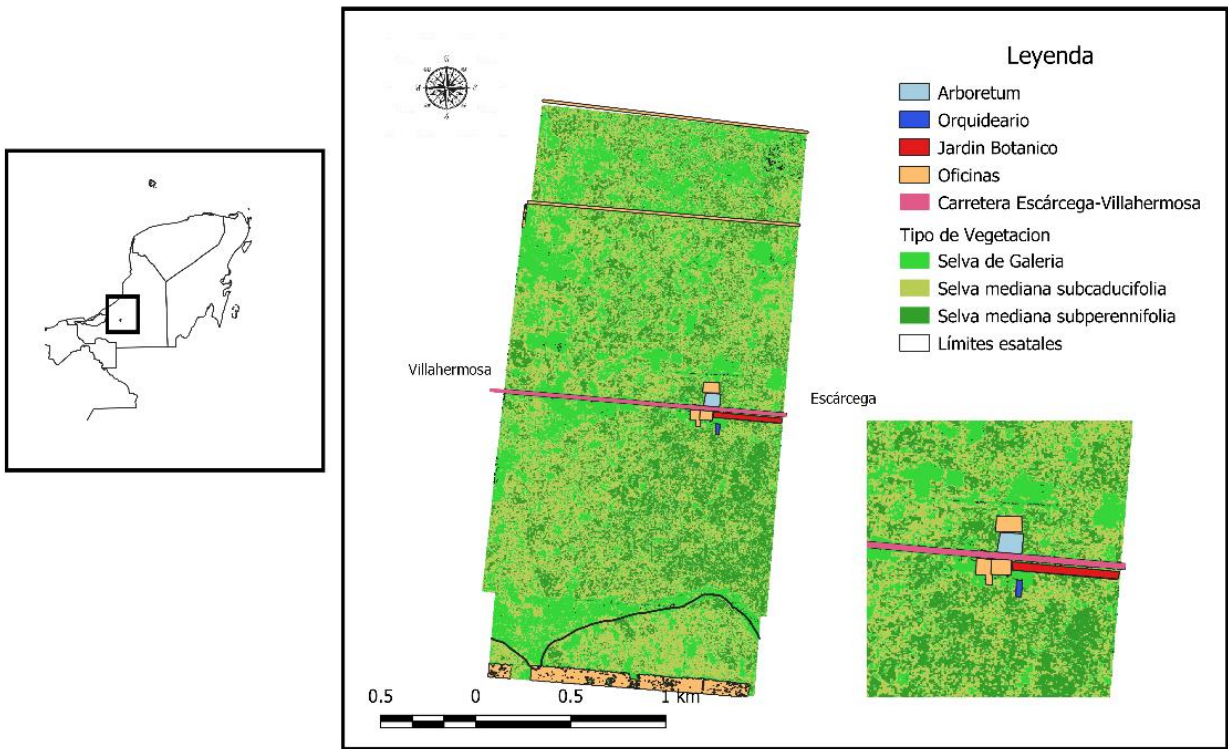 Leyenda
Arboretum
Orquideario
Jardin Botanico
Oficinas
Carretera Escárcega-Villahermosa
Tipo de Vegetacion
Selva de Galeria
Selva mediana subcaducifolia
Selva mediana subperennifolia
Límites esatales
Villahermosa
Escárcega
0.5 0 0.5 1 km